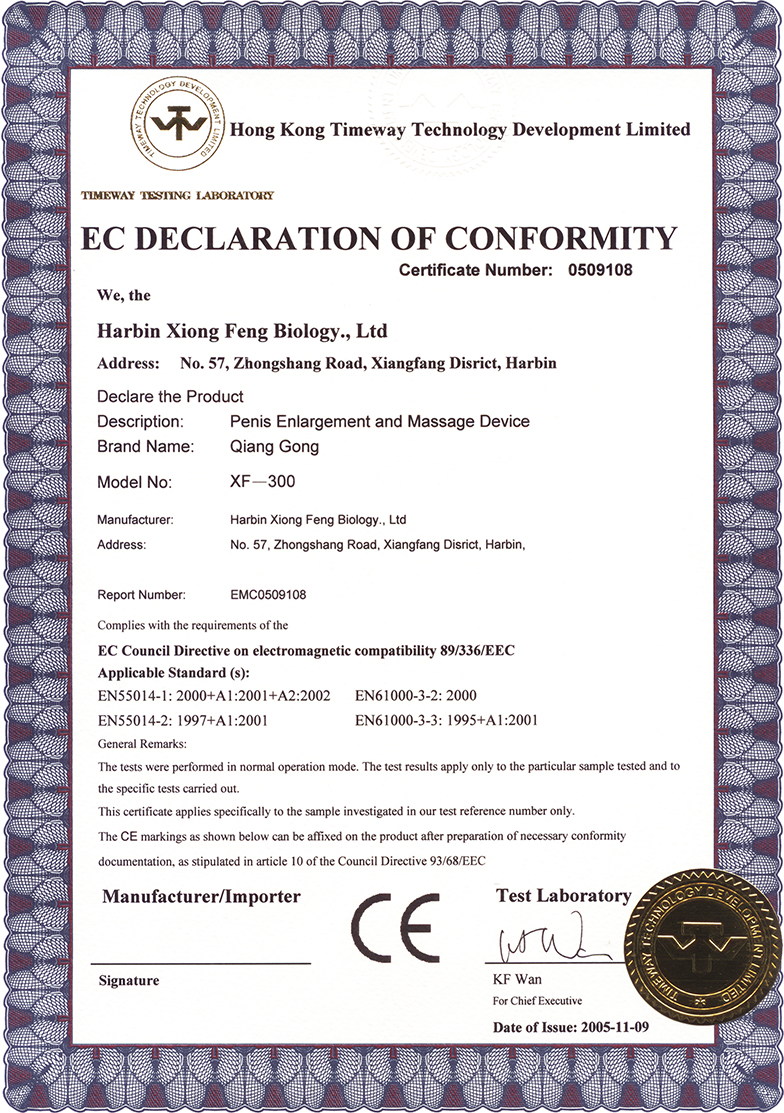 TIMEWAY TECHNOLOGY DEVELOPMENT LIMITED
Hong Kong Timeway Technology Development Limited
TIMEWAY TESTING LABORATORY
EC DECLARATION OF CONFORMITY
Certificate Number: 0509108
We, the
Harbin Xiong Feng Biology., Ltd
Address: No. 57, Zhongshang Road, Xiangfang Disrict, Harbin
Declare the Product
Description: Penis Enlargement and Massage Device
Brand Name: Qiang Gong
Model No: XF—300
Manufacturer: Harbin Xiong Feng Biology., Ltd
Address: No. 57, Zhongshang Road, Xiangfang Disrict, Harbin,
Report Number: EMC0509108
Complies with the requirements of the
EC Council Directive on electromagnetic compatibility 89/336/EEC
Applicable Standard (s):
EN55014-1: 2000+A1:2001+A2:2002 EN61000-3-2: 2000
EN55014-2: 1997+A1:2001 EN61000-3-3: 1995+A1:2001
General Remarks:
The tests were performed in normal operation mode. The test results apply only to the particular sample tested and to
the specific tests carried out.
This certificate applies specifically to the sample investigated in our test reference number only.
The CE markings as shown below can be affixed on the product after preparation of necessary conformity
documentation, as stipulated in article 10 of the Council Directive 93/68/EEC
Manufacturer/Importer CE Test Laboratory
Signature
KF Wan
For Chief Executive
Date of Issue: 2005-11-09
TIMEWAY TECHNOLOGY DEVELOPMENT LIMITED